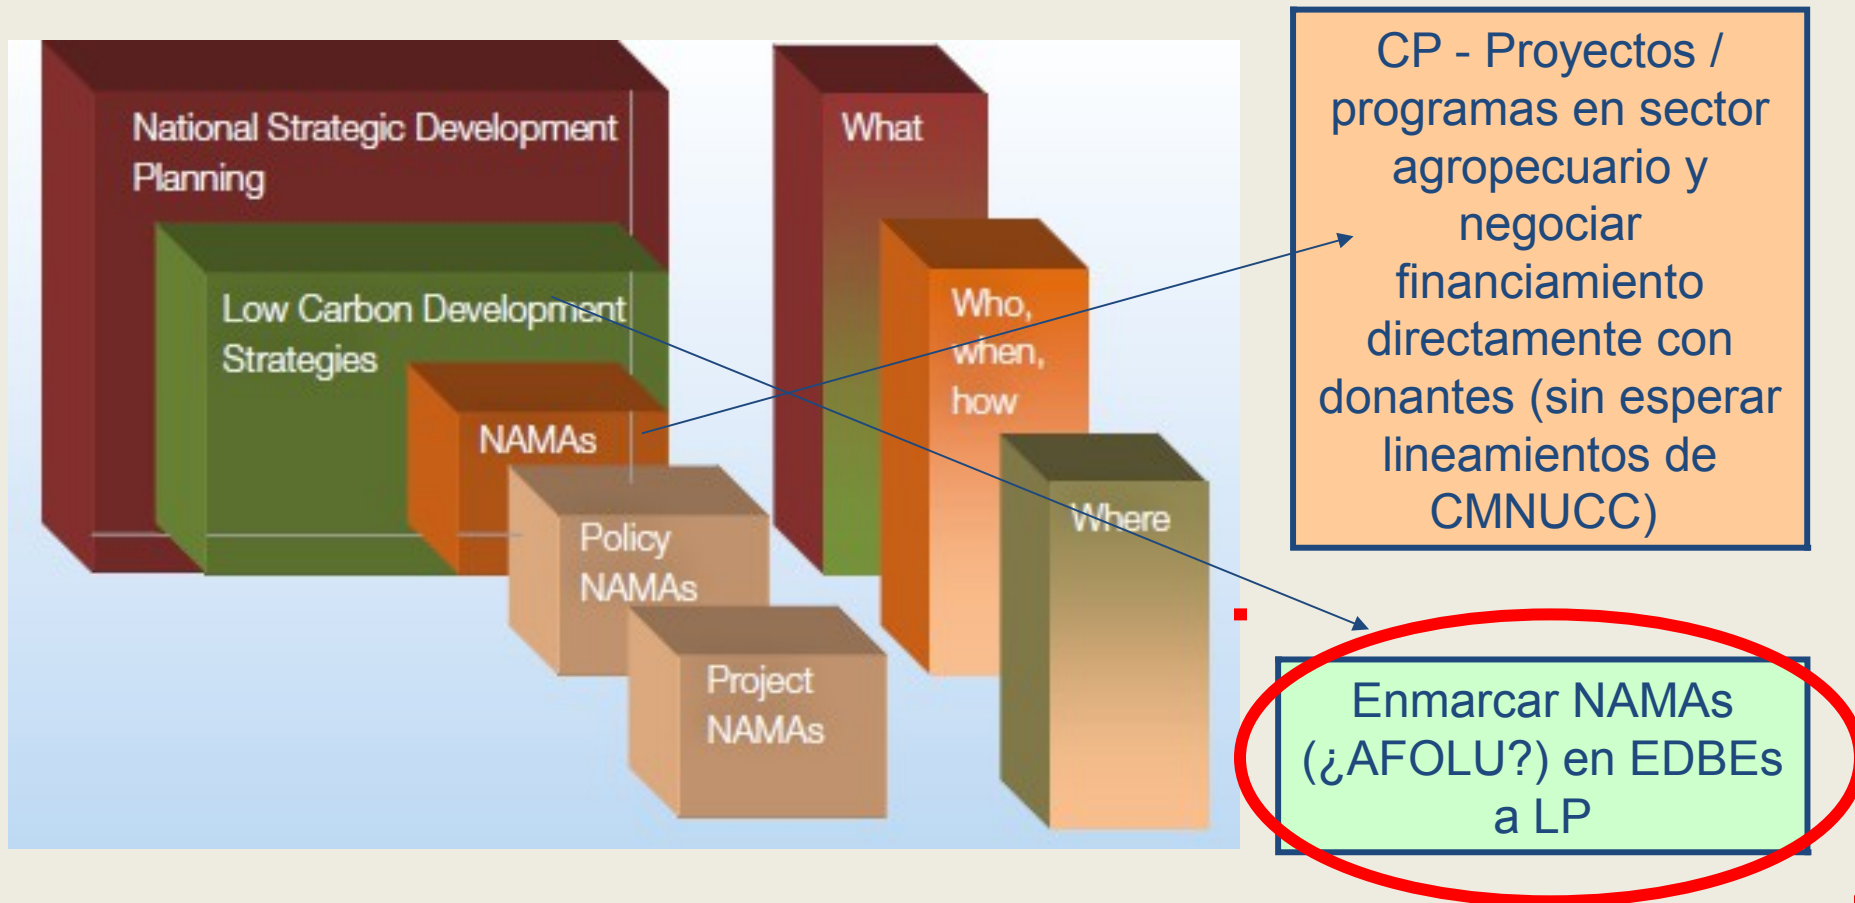 National Strategic Development
Planning
Low Carbon Development
Strategies
NAMAs
Policy
NAMAs
Project
NAMAs
What
Who,
when,
how
Where
CP - Proyectos /
programas en sector
agropecuario y
negociar
financiamiento
directamente con
donantes (sin esperar
lineamientos de
CMNUCC)
Enmarcar NAMAs
(¿AFOLU?) en EDBEs
a LP